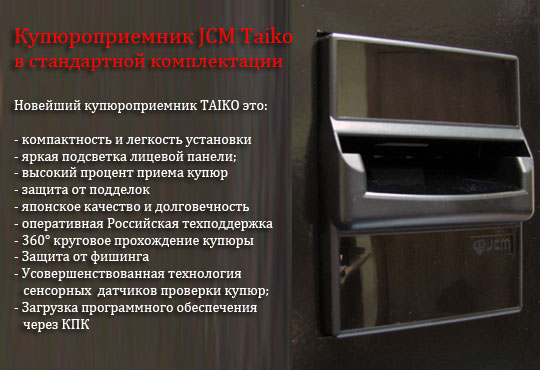 Купюроприемник JCM Taiko
в стандартной комплектации
Новейший купюроприемник TAIKO это:
- компактность и легкость установки
- яркая подсветка лицевой панели;
- высокий процент приема купюр
- защита от подделок
- японское качество и долговечность
- оперативная Российская техподдержка
- 360° круговое прохождение купюры
- Защита от фишинга
- Усовершенствованная технология
сенсорных датчиков проверки купюр;
- Загрузка программного обеспечения
через КПК
JCM